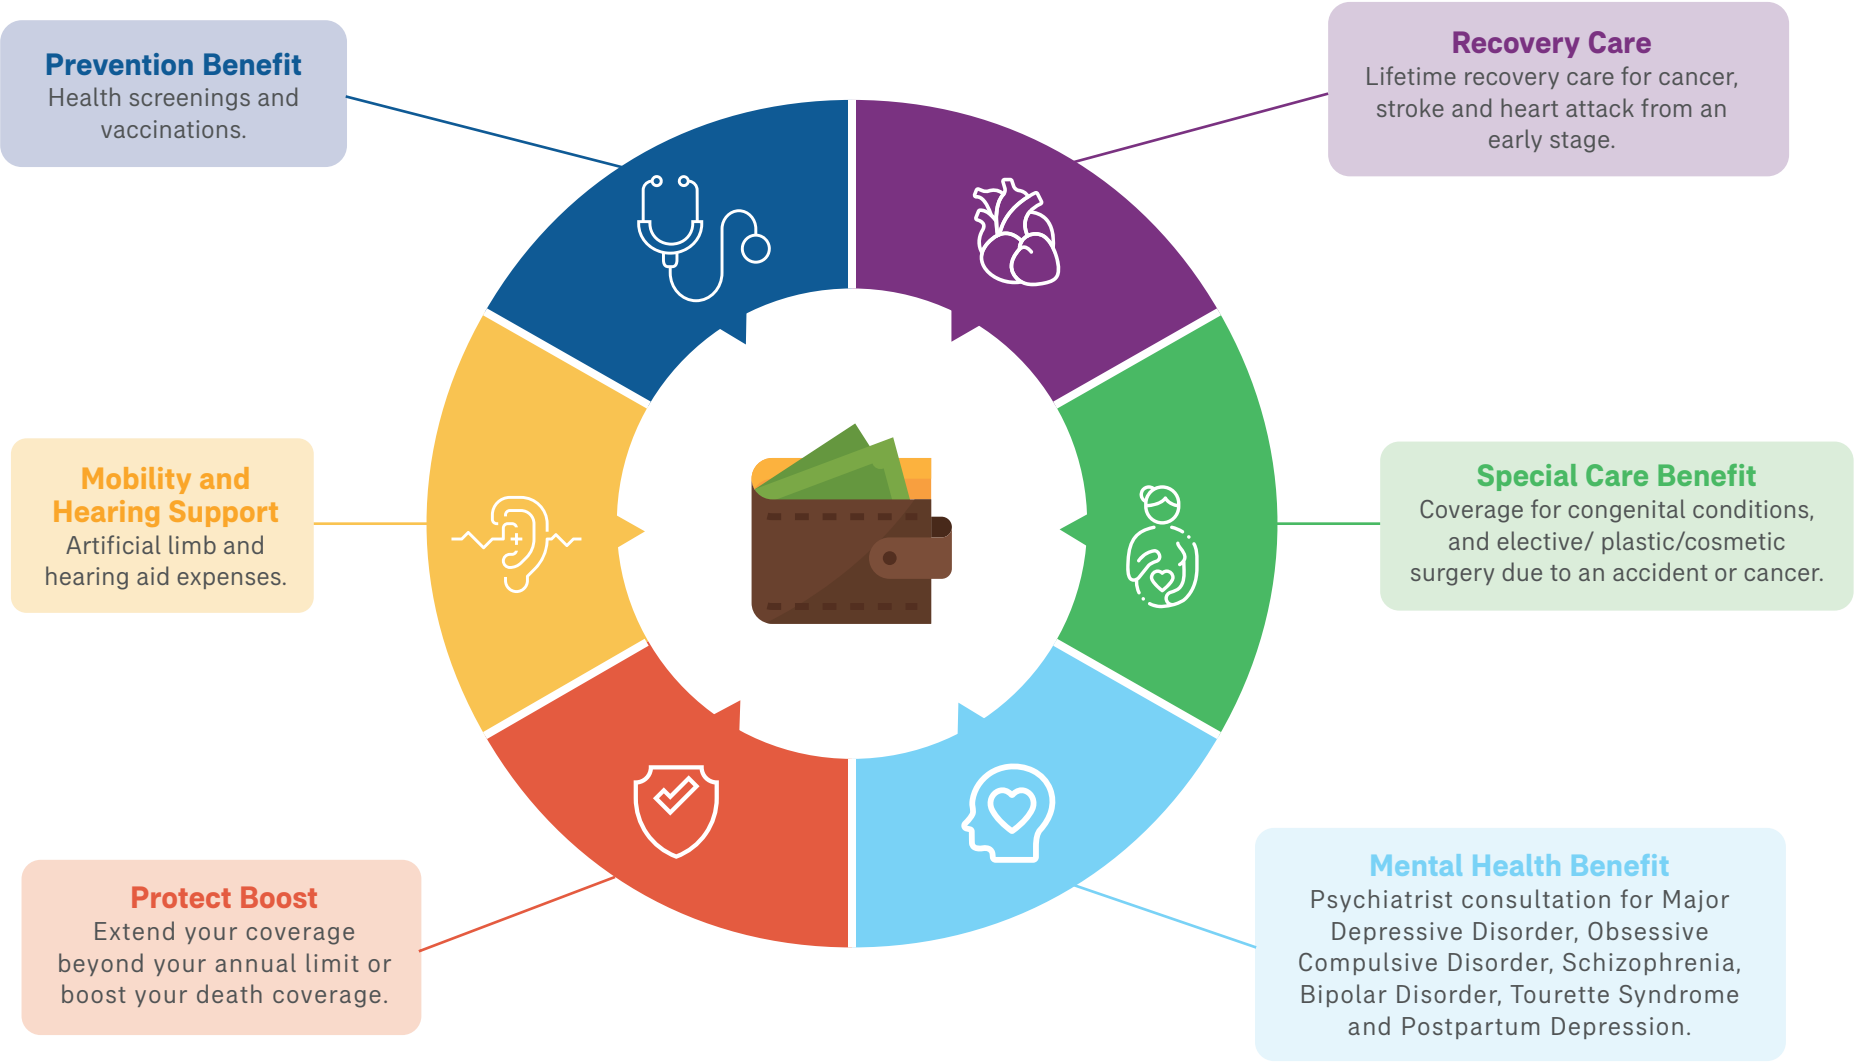 Prevention Benefit
Health screenings and
vaccinations.
Recovery Care
Lifetime recovery care for cancer,
stroke and heart attack from an
early stage.
Mobility and
Hearing Support
Artificial limb and
hearing aid expenses.
Special Care Benefit
Coverage for congenital conditions,
and elective/ plastic/cosmetic
surgery due to an accident or cancer.
Protect Boost
Extend your coverage
beyond your annual limit or
boost your death coverage.
Mental Health Benefit
Psychiatrist consultation for Major
Depressive Disorder, Obsessive
Compulsive Disorder, Schizophrenia,
Bipolar Disorder, Tourette Syndrome
and Postpartum Depression.